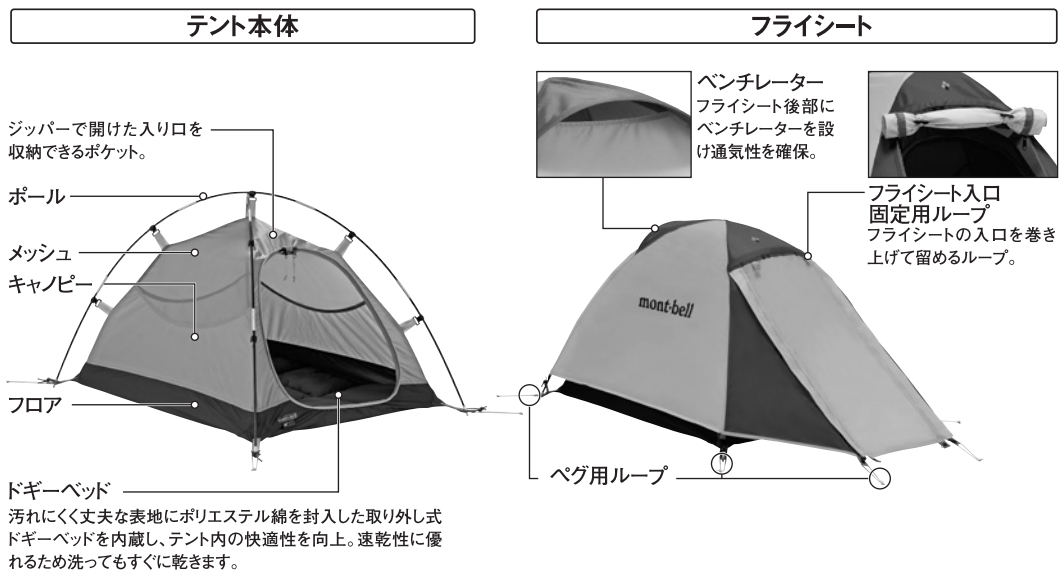 テント本体
ジッパーで開けた入り口を
収納できるポケット。
ポール
メッシュ
キャノピー
フロア
ドギーベッド
汚れにくく丈夫な表地にポリエステル綿を封入した取り外し式
ドギーベッドを内蔵し、テント内の快適性を向上。速乾性に優
れるため洗ってもすぐに乾きます。
フライシート
ベンチレーター
フライシート後部に
ベンチレーターを設
け通気性を確保。
フライシート入口
固定用ループ
フライシートの入口を巻き
上げて留めるループ。
mont-bell
ペグ用ループ